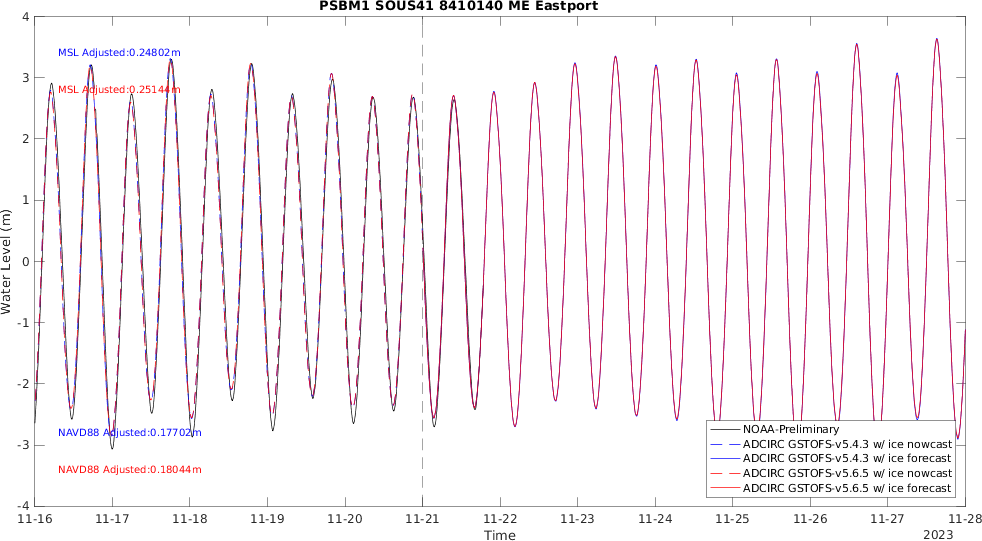 PSBM1 SOUS41 8410140 ME Eastport
4
3
2
1
0
-1
-2
-3
-4
Water Level (m)
MSL Adjusted:0.24802m
MSL Adjusted:0.25144m
NAVD88 Adjusted:0.17702m
NAVD88 Adjusted:0.18044m
NOAA-Preliminary
ADCIRC GSTOFS-v5.4.3 w/ ice nowcast
ADCIRC GSTOFS-v5.4.3 w/ ice forecast
ADCIRC GSTOFS-v5.6.5 w/ ice nowcast
ADCIRC GSTOFS-v5.6.5 w/ ice forecast
11-16 11-17 11-18 11-19 11-20 11-21 11-22 11-23 11-24 11-25 11-26 11-27 11-28
Time
2023